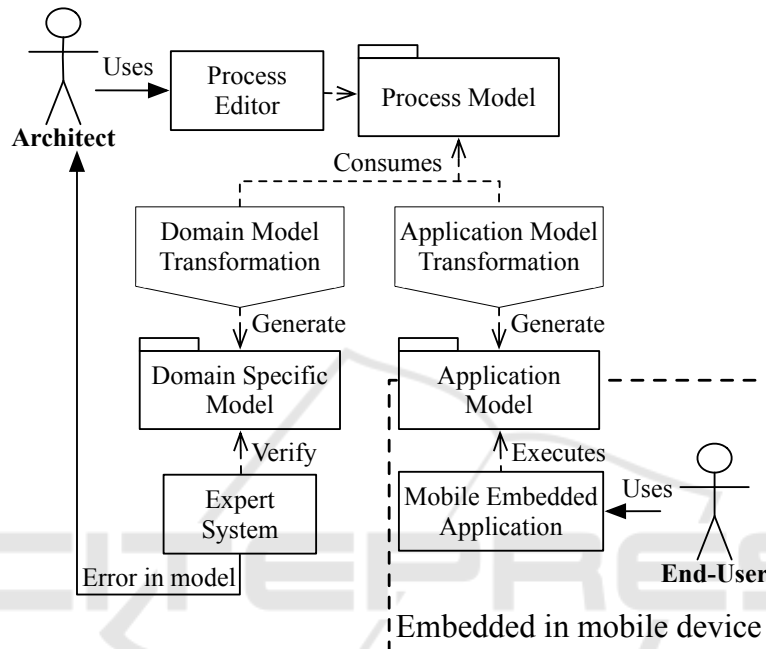 Uses
Process
Editor
Process Model
Architect
Consumes
Domain Model
Transformation
Application Model
Transformation
Generate
Generate
Domain Specific
Model
Application
Model
Verify
Executes
Expert
System
Mobile Embedded
Application
Uses
Error in model
End-User
CITEPRES
Embedded in mobile device